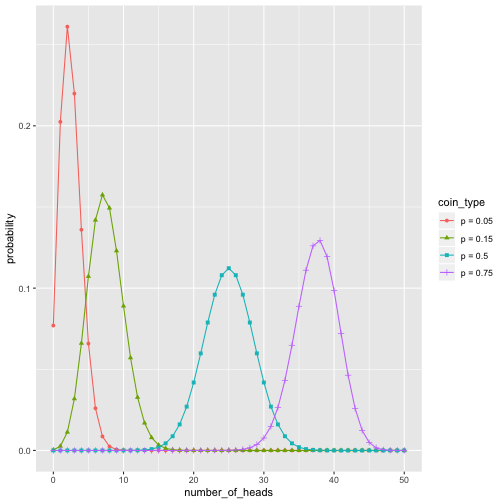 probability
0.2
0.1
0.0
0
10
20
30
40
50
number_of_heads
coin_type
p = 0.05
p = 0.15
p = 0.5
p = 0.75